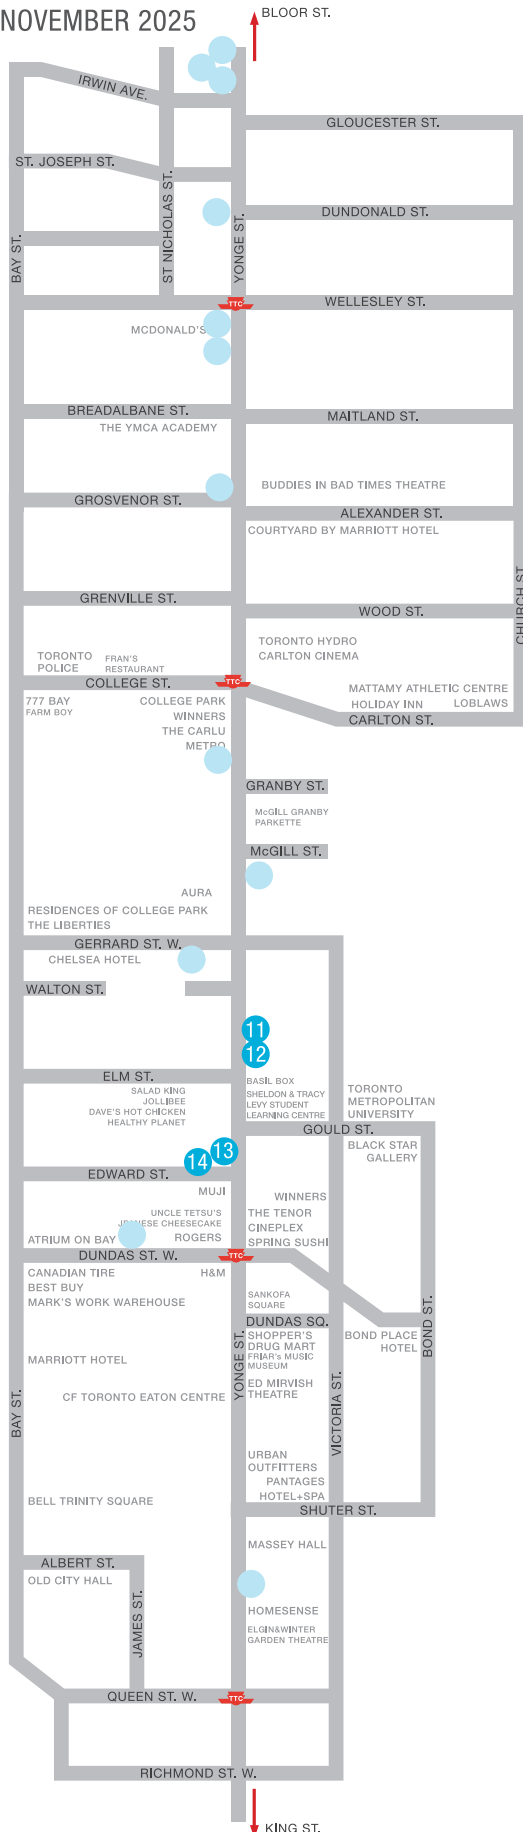 NOVEMBER 2025
BLOOR ST.
IRWIN AVE.
GLOUCESTER ST.
ST. JOSEPH ST.
ST NICHOLAS ST.
DUNDONALD ST.
BAY ST.
YONGE ST.
TTC
WELLESLEY ST.
MCDONALD'S
BREADALBANE ST.
MAITLAND ST.
THE YMCA ACADEMY
BUDDIES IN BAD TIMES THEATRE
GROSVENOR ST.
ALEXANDER ST.
COURTYARD BY MARRIOTT HOTEL
CHURCH ST.
GRENVILLE ST.
WOOD ST.
TORONTO HYDRO
CARLTON CINEMA
TORONTO
POLICE
FRAN'S
RESTAURANT
COLLEGE ST.
TTC
MATTAMY ATHLETIC CENTRE
HOLIDAY INN
LOBLAWS
CARLTON ST.
777 BAY
FARM BOY
COLLEGE PARK
WINNERS
THE CARLU
METRO
GRANBY ST.
McGILL GRANBY
PARKETTE
McGILL ST.
AURA
RESIDENCES OF COLLEGE PARK
THE LIBERTIES
GERRARD ST. W.
CHELSEA HOTEL
WALTON ST.
11
12
ELM ST.
BASIL BOX
SHELDON & TRACY
LEVY STUDENT
LEARNING CENTRE
TORONTO
METROPOLITAN
UNIVERSITY
SALAD KING
JOLLIBEE
DAVE'S HOT CHICKEN
HEALTHY PLANET
GOULD ST.
BLACK STAR
GALLERY
13
14
EDWARD ST.
MUJI
WINNERS
UNCLE TETSU'S
ESE CHEESECAKE
ROGERS
THE TENOR
CINEPLEX
SPRING SUSHI
ATRIUM ON BAY
DUNDAS ST. W.
TTC
CANADIAN TIRE
BEST BUY
MARK'S WORK WAREHOUSE
H&M
SANKOFA
SQUARE
DUNDAS SQ.
BOND ST.
SHOPPER'S
DRUG MART
FRIAR's MUSIC
MUSEUM
BOND PLACE
HOTEL
YONGE ST.
VICTORIA ST.
MARRIOTT HOTEL
ED MIRVISH
THEATRE
BAY ST.
CF TORONTO EATON CENTRE
URBAN
OUTFITTERS
PANTAGES
HOTEL+SPA
BELL TRINITY SQUARE
SHUTER ST.
MASSEY HALL
ALBERT ST.
OLD CITY HALL
JAMES ST.
HOMESENSE
ELGIN&WINTER
GARDEN THEATRE
QUEEN ST. W.
TTC
RICHMOND ST. W.
KING ST.